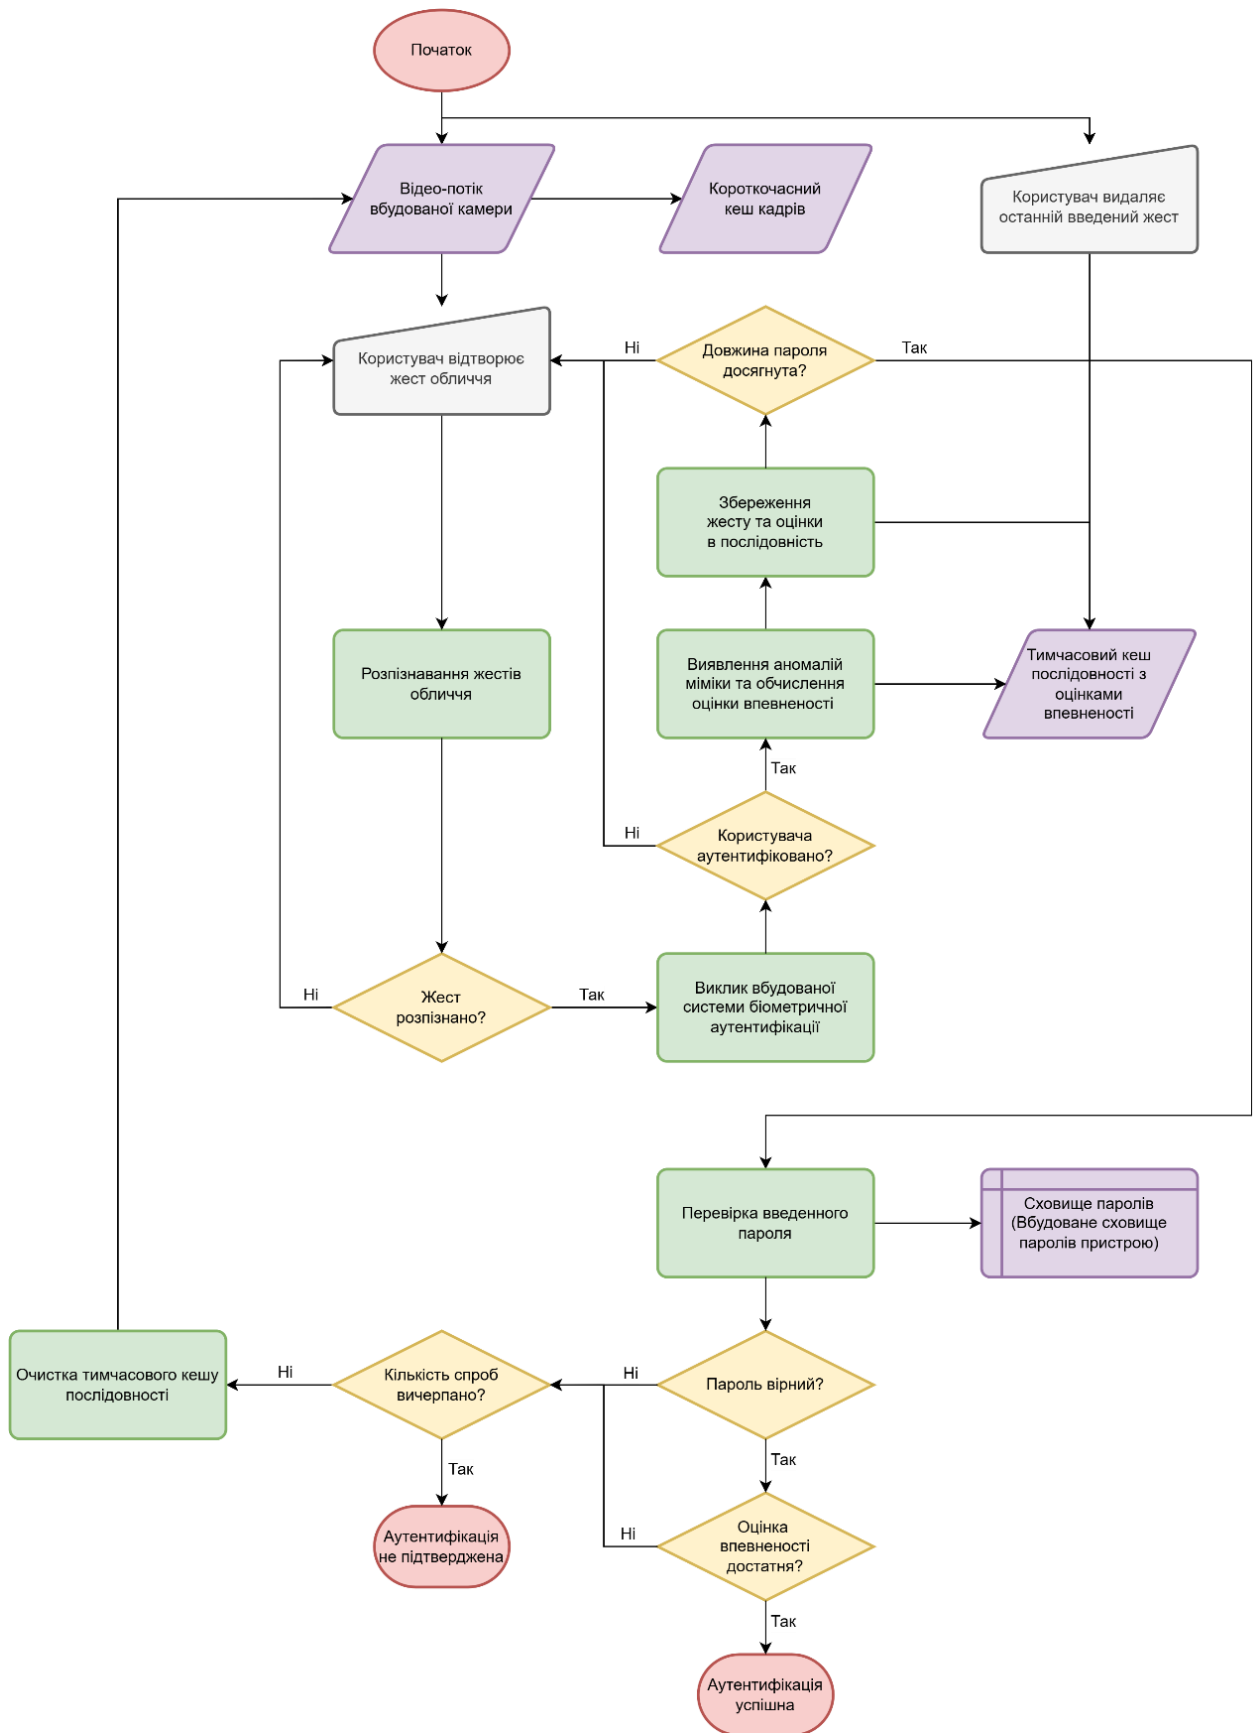 Початок
Відео-потік
вбудованої камери
Короткочасний
кеш кадрів
Користувач видаляє
останній введений жест
Користувач відтворює
жест обличчя
Ні
Довжина пароля
досягнута?
Так
Збереження
жесту та оцінки
в послідовність
Розпізнавання жестів
обличчя
Виявлення аномалій
міміки та обчислення
оцінки впевненості
Тимчасовий кеш
послідовності з
оцінками
впевненості
Так
Ні
Користувача
аутентифіковано?
Ні
Жест
розпізнано?
Так
Виклик вбудованої
системи біометричної
аутентифікації
Перевірка введенного
пароля
Сховище паролів
(Вбудоване сховище
паролів пристрою)
Очистка тимчасового кешу
послідовності
Ні
Кількість спроб
вичерпано?
Ні
Пароль вірний?
Так
Так
Аутентифікація
не підтверджена
Ні
Оцінка
впевненості
достатня?
Так
Аутентифікація
успішна